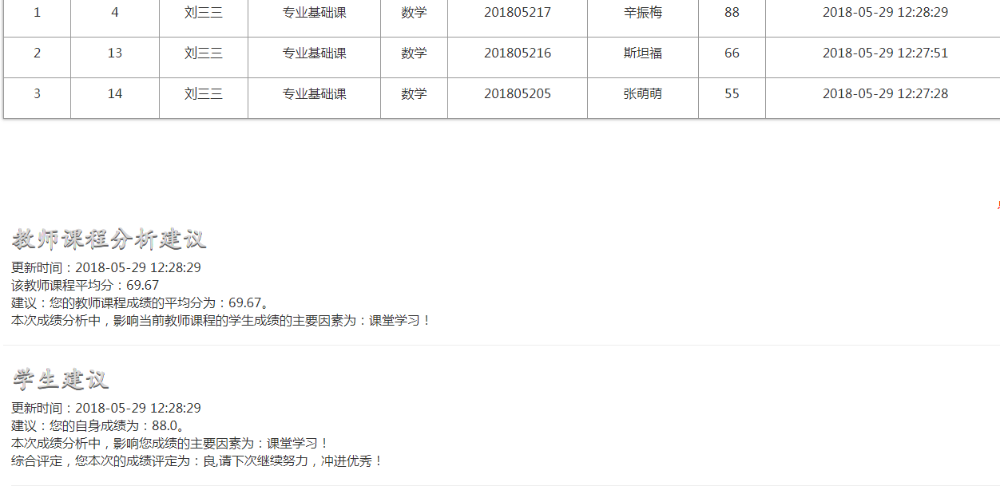 1 4 刘三三 专业基础课 数学 201805217 辛振梅 88 2018-05-29 12:28:29
2 13 刘三三 专业基础课 数学 201805216 斯坦福 66 2018-05-29 12:27:51
3 14 刘三三 专业基础课 数学 201805205 张萌萌 55 2018-05-29 12:27:28
教师课程分析建议
更新时间：2018-05-29 12:28:29
该教师课程平均分：69.67
建议：您的教师课程成绩的平均分为：69.67。
本次成绩分析中，影响当前教师课程的学生成绩的主要因素为：课堂学习！
学生建议
更新时间：2018-05-29 12:28:29
建议：您的自身成绩为：88.0。
本次成绩分析中，影响您成绩的主要因素为：课堂学习！
综合评定，您本次的成绩评定为：良,请下次继续努力，冲进优秀！